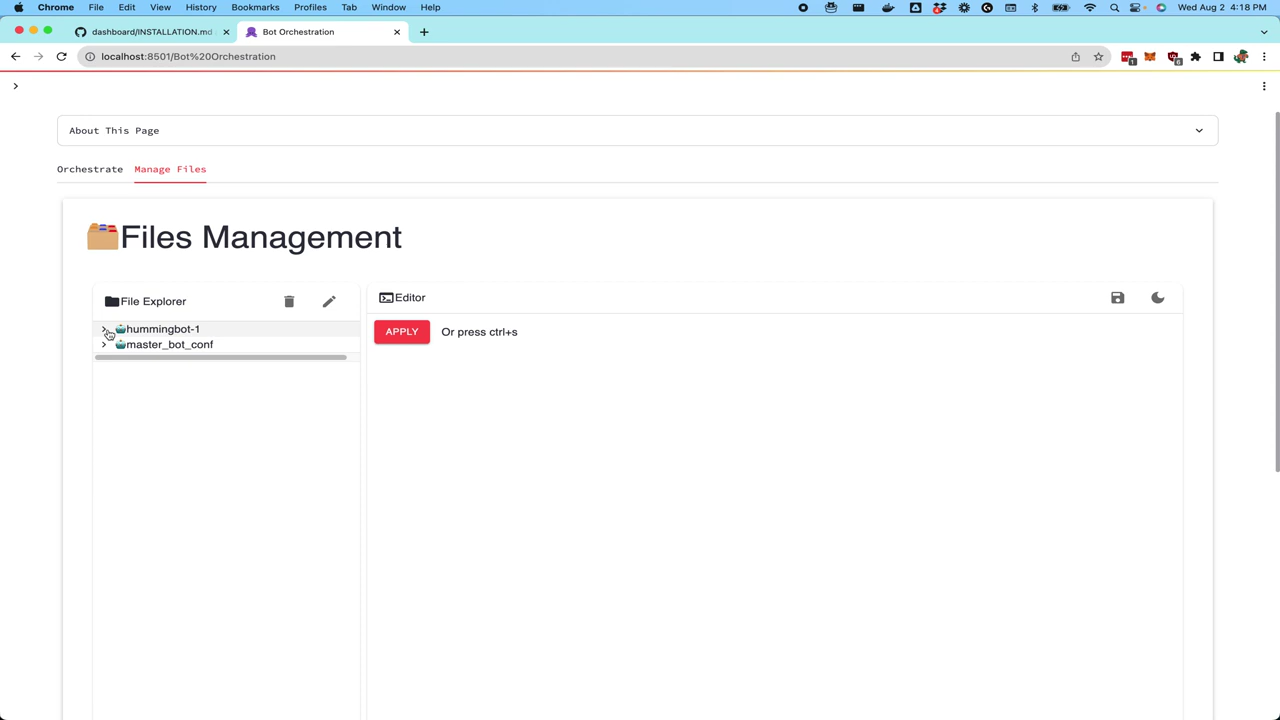 Chrome File Edit View History Bookmarks Profiles Tab Window Help Wed Aug 2 4:18 PM
dashboard/INSTALLATION.md Bot Orchestration
localhost:8501/Bot%20Orchestration
About This Page
Orchestrate Manage Files
Files Management
File Explorer
hummingbot-1
master_bot_conf
Editor
APPLY Or press ctrl+s